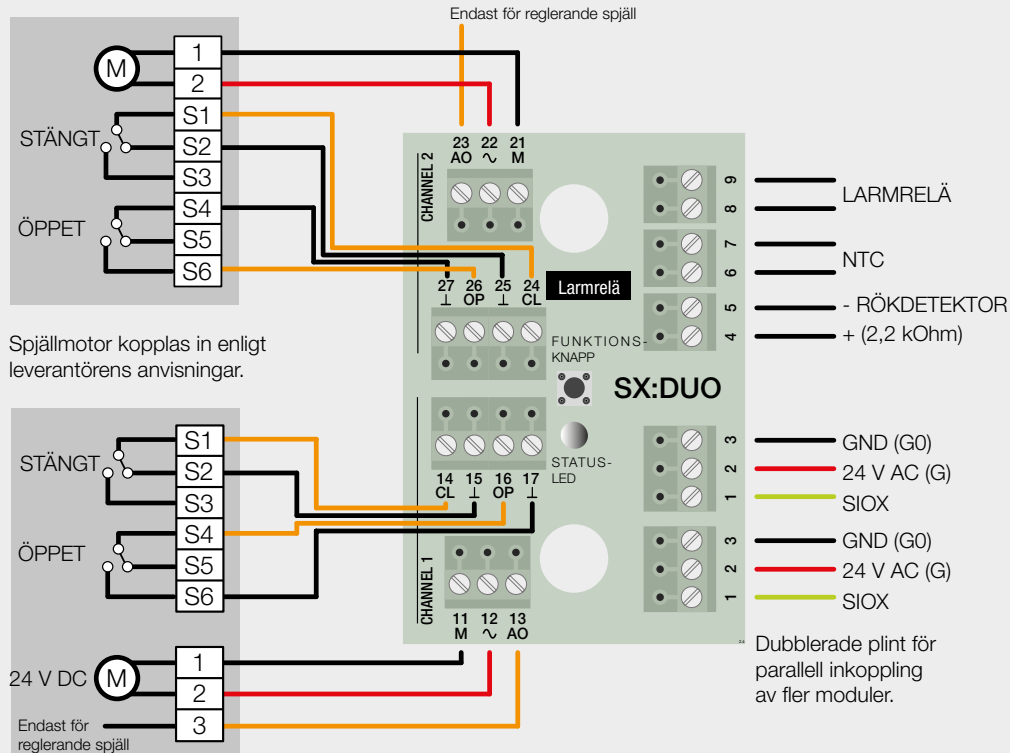 Endast för reglerande spjäll
M
1
2
S1
STÄNGT
S2
S3
S4
ÖPPET
S5
S6
Spjällmotor kopplas in enligt
leverantörens anvisningar.
STÄNGT
S1
S2
S3
S4
ÖPPET
S5
S6
24 V DC
M
1
2
3
Endast för
reglerande spjäll
CHANNEL 2
23 22 21
AO ∿ M
27 26 25 24
⊥ OP ⊥ CL
Larmrelä
FUNKTIONS-
KNAPP
SX:DUO
STATUS-
LED
14 15 16 17
CL ⊥ OP ⊥
CHANNEL 1
11 12 13
M ∿ AO
9
8
LARMRELÄ
7
6
NTC
5
- RÖKDETEKTOR
4
+ (2,2 kOhm)
3
GND (G0)
2
24 V AC (G)
1
SIOX
3
GND (G0)
2
24 V AC (G)
1
SIOX
Dubblerade plint för
parallell inkoppling
av fler moduler.